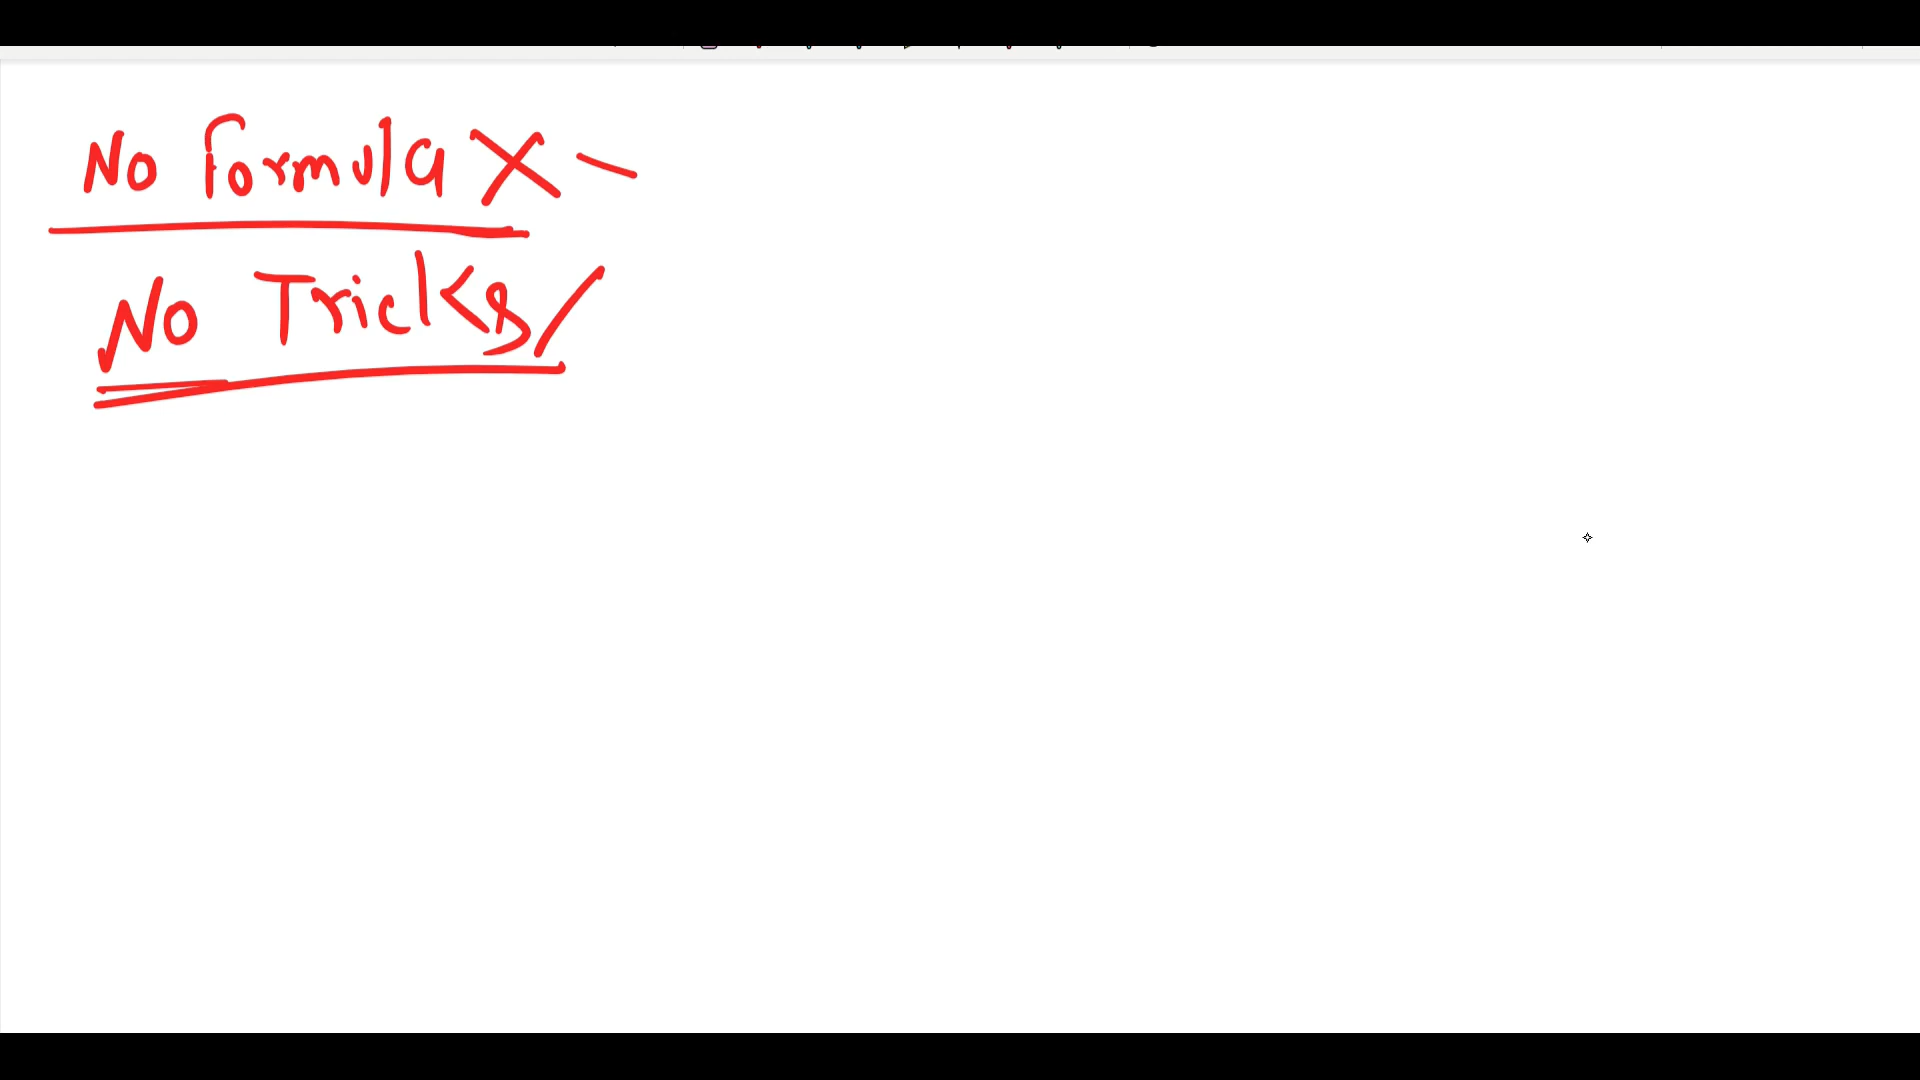 No Formula X –
No Tricks/